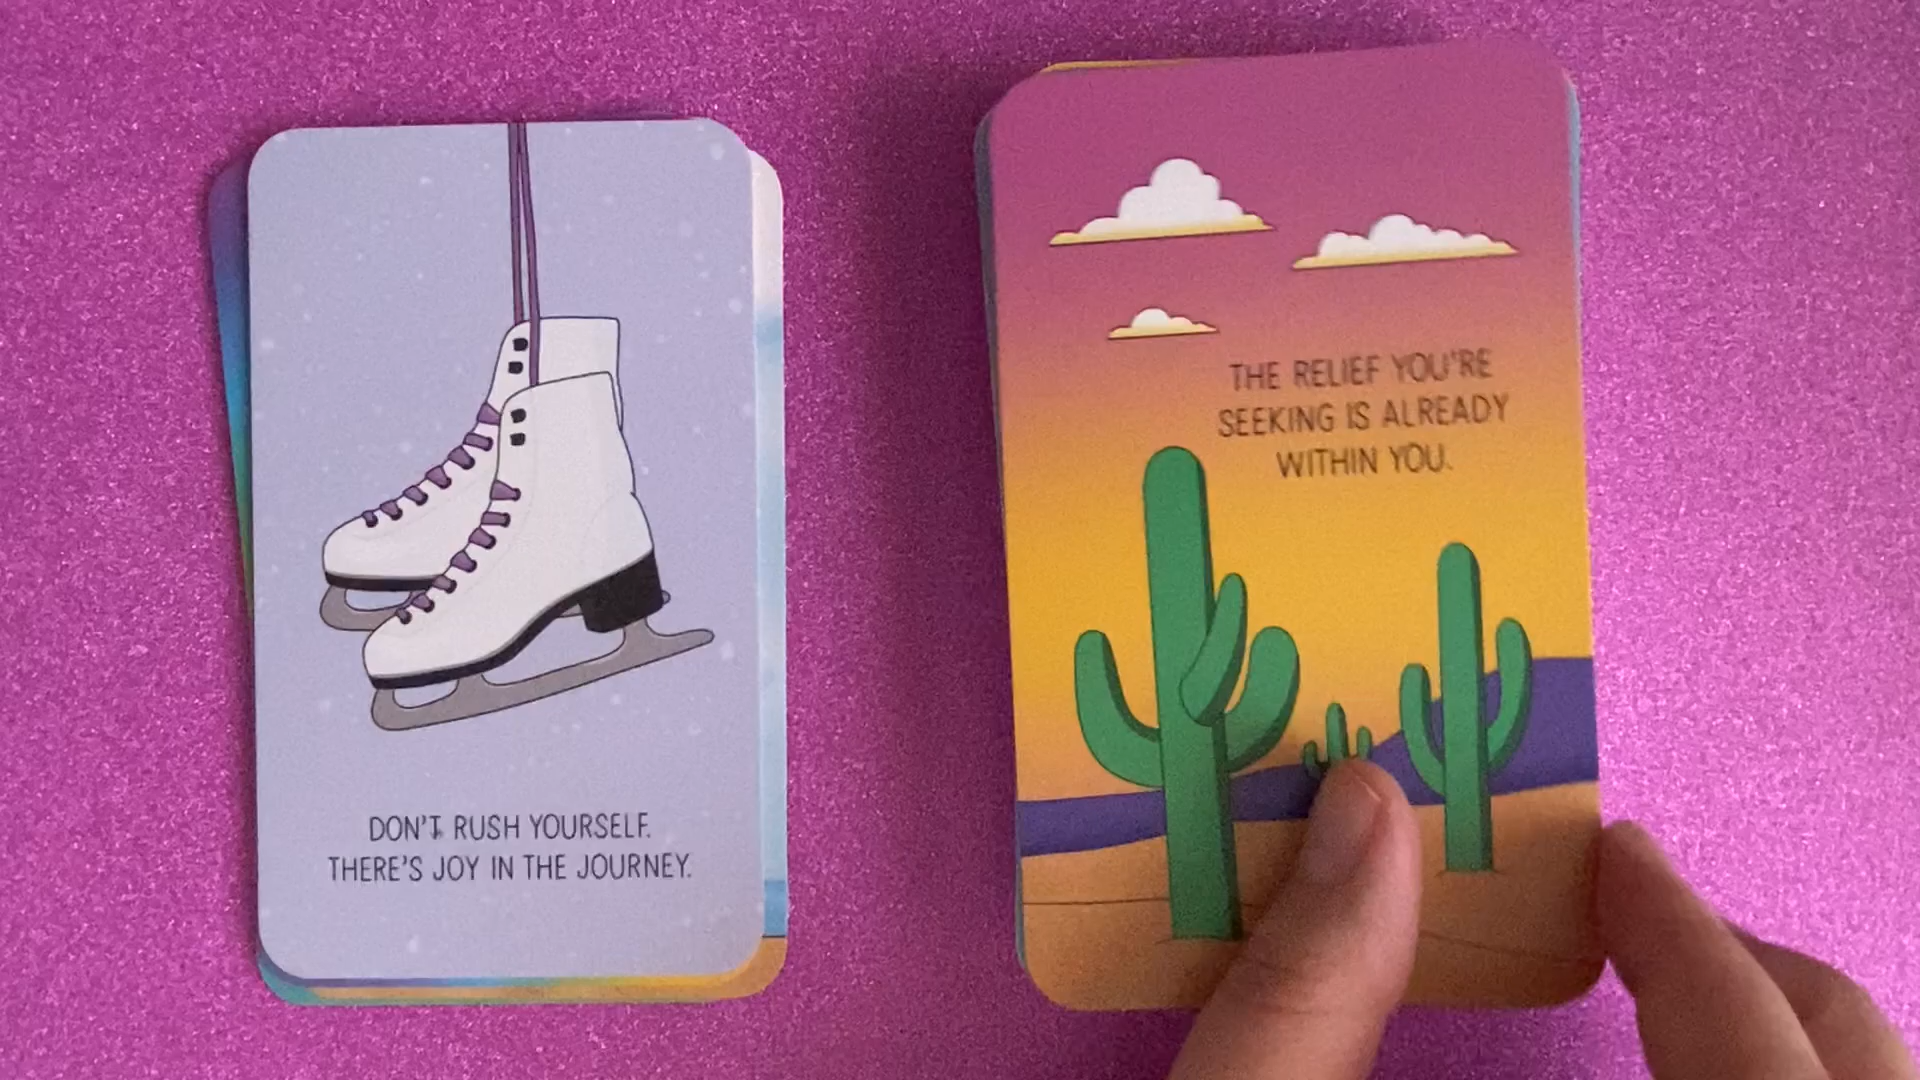 DON'T RUSH YOURSELF.
THERE'S JOY IN THE JOURNEY.
THE RELIEF YOU'RE
SEEKING IS ALREADY
WITHIN YOU.